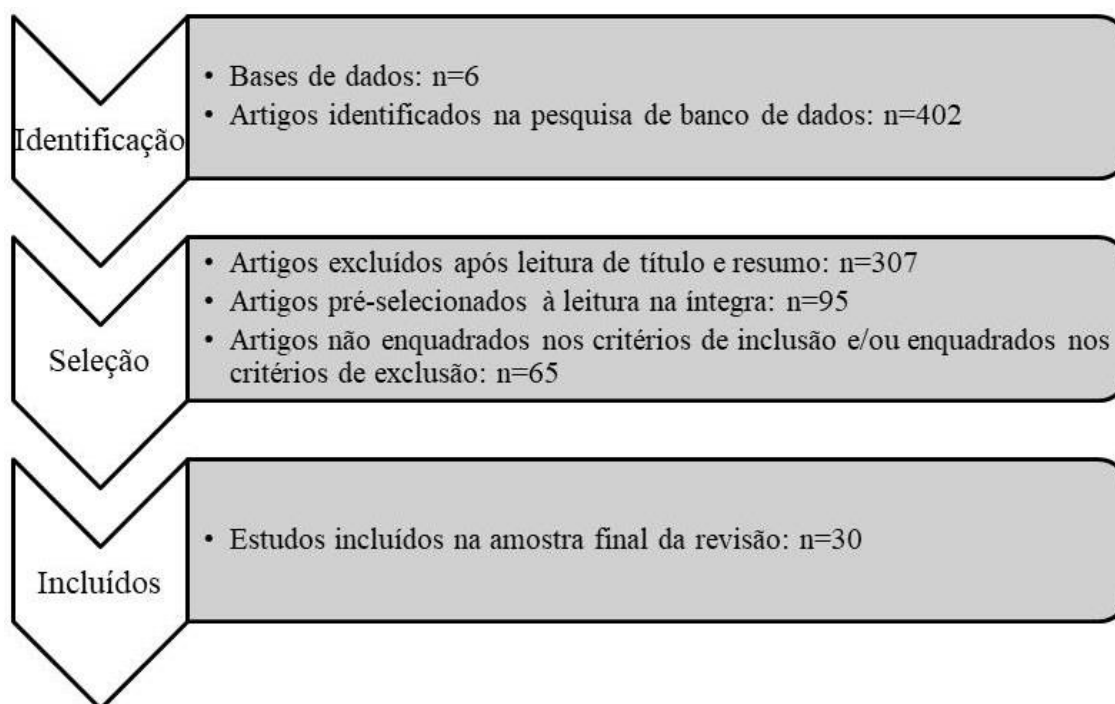 Identificação
• Bases de dados: n=6
• Artigos identificados na pesquisa de banco de dados: n=402
Seleção
• Artigos excluídos após leitura de título e resumo: n=307
• Artigos pré-selecionados à leitura na íntegra: n=95
• Artigos não enquadrados nos critérios de inclusão e/ou enquadrados nos
critérios de exclusão: n=65
Incluídos
• Estudos incluídos na amostra final da revisão: n=30